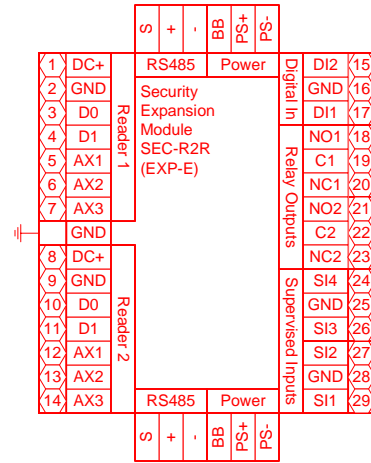 S + - BB PS+ PS-
RS485 Power
1 DC+
2 GND
3 D0
4 D1
5 AX1
6 AX2
7 AX3
GND
Reader 1
8 DC+
9 GND
10 D0
11 D1
12 AX1
13 AX2
14 AX3
Reader 2
Security
Expansion
Module
SEC-R2R
(EXP-E)
Digital In
DI2 15
GND 16
DI1 17
Relay Outputs
NO1 18
C1 19
NC1 20
NO2 21
C2 22
NC2 23
Supervised Inputs
SI4 24
GND 25
SI3 26
SI2 27
GND 28
SI1 29
RS485 Power
S + - BB PS+ PS-